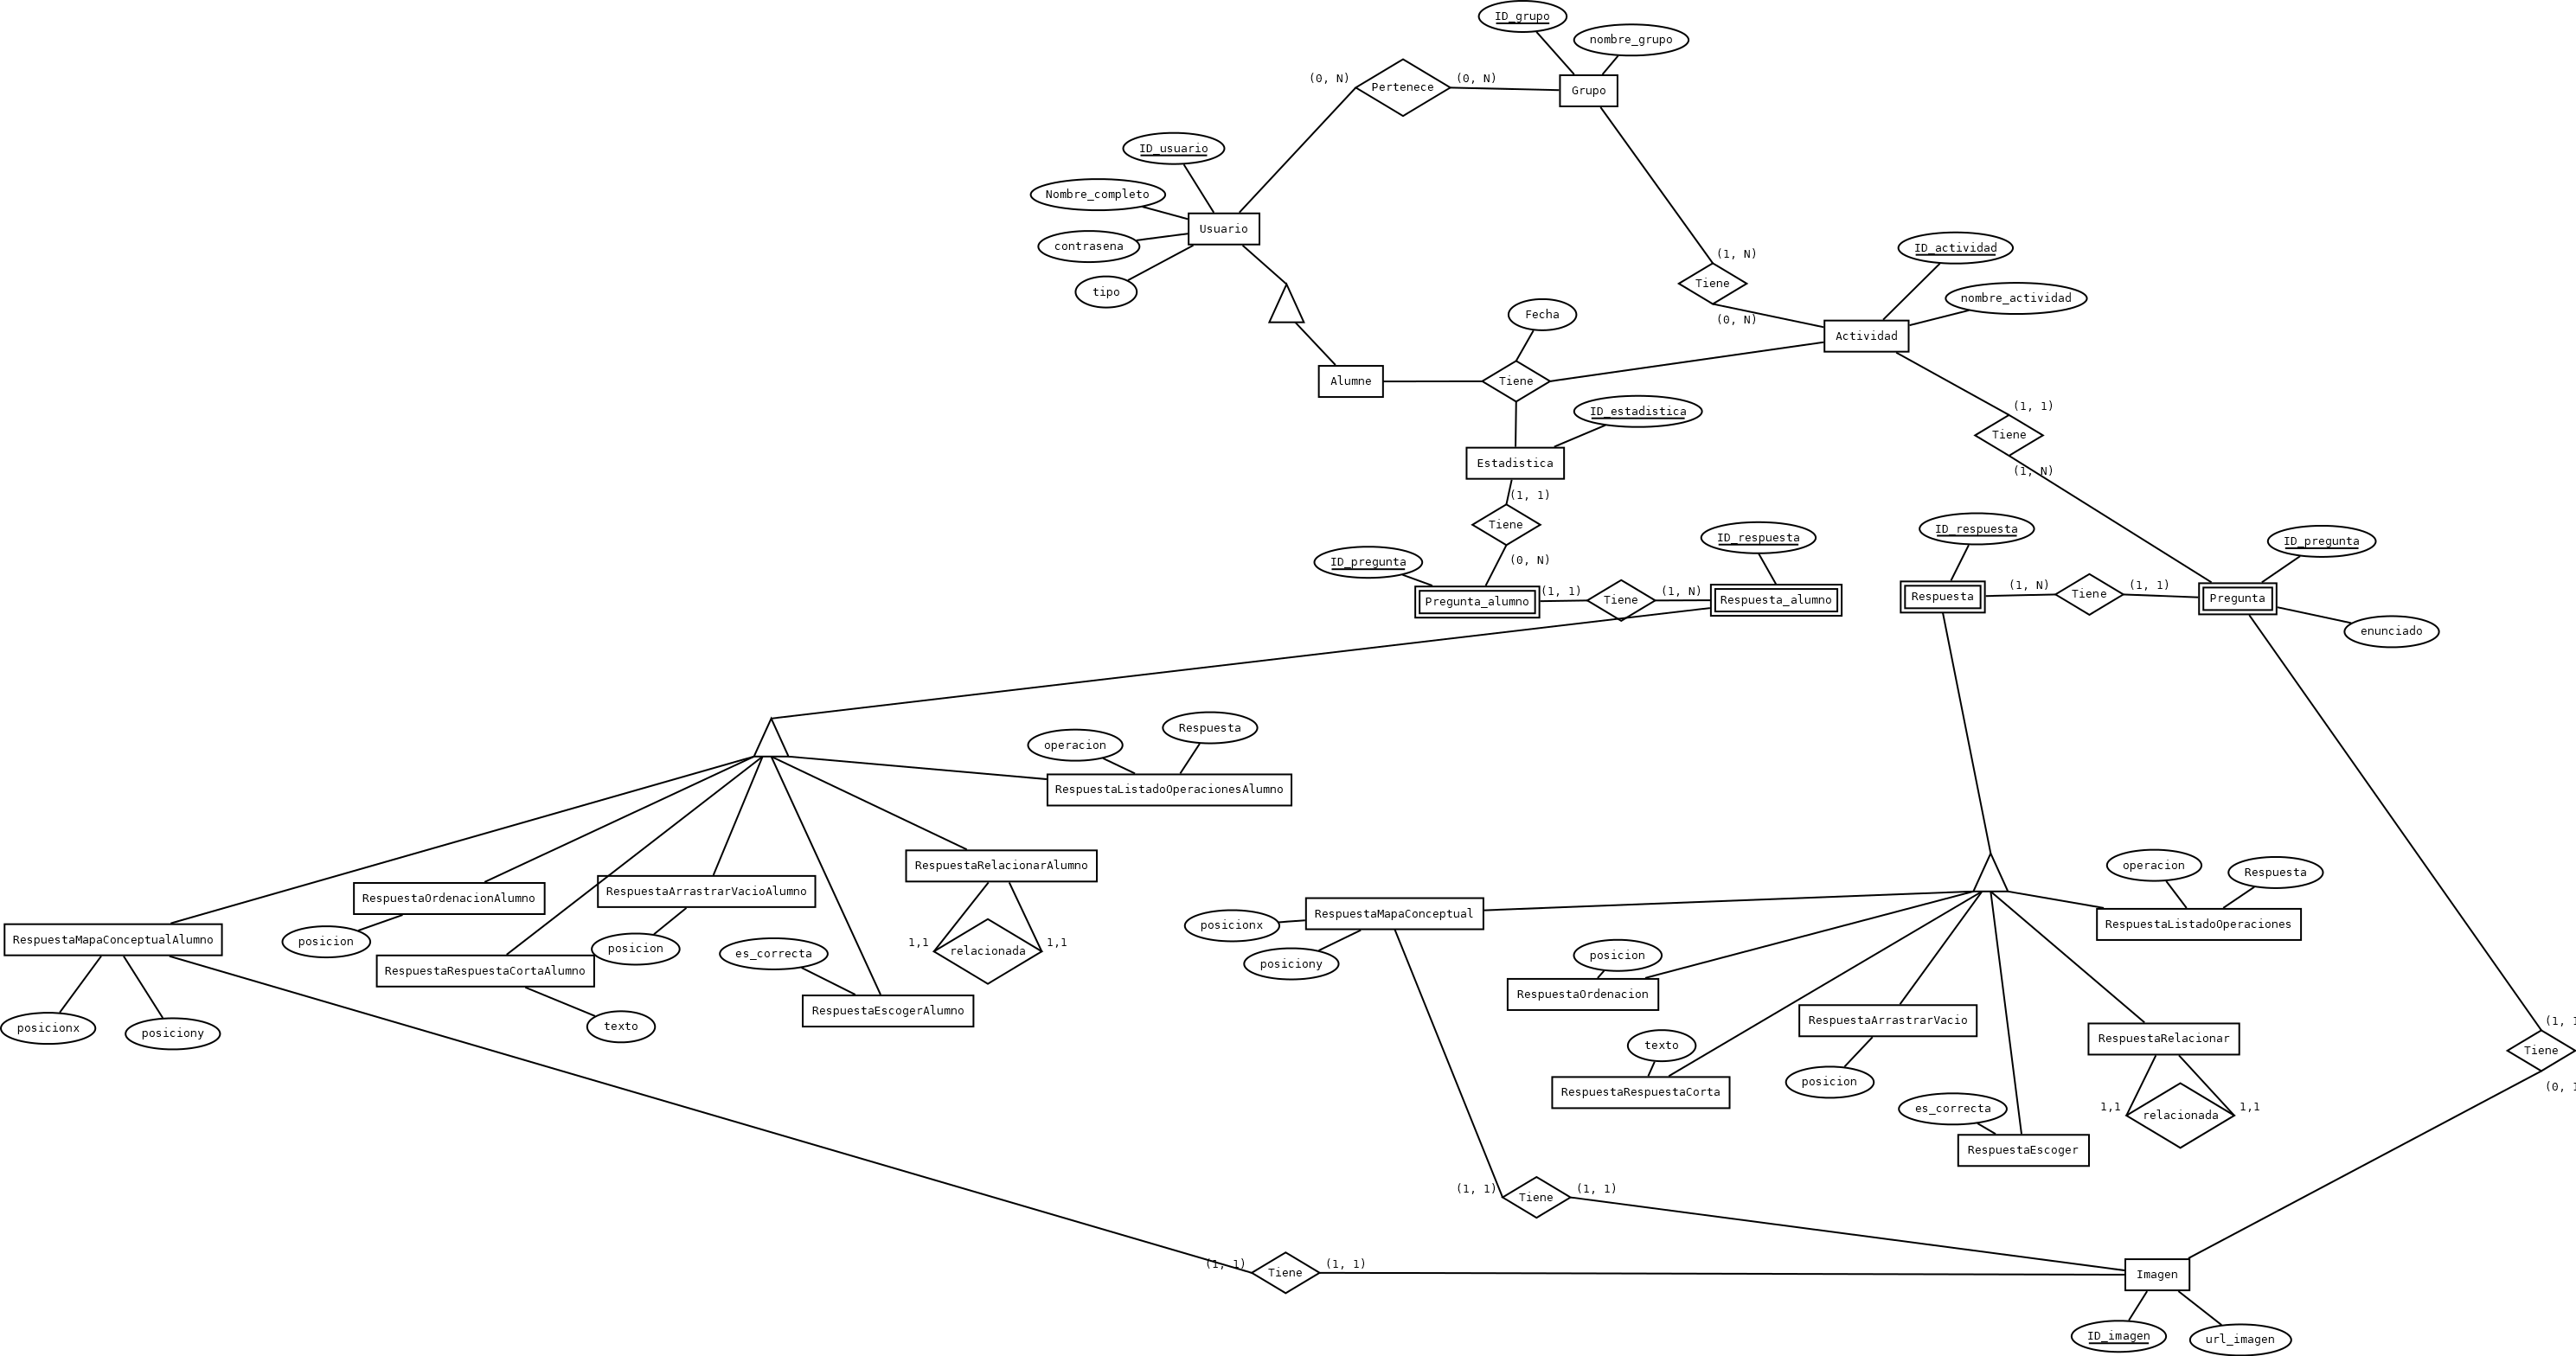 ID_grupo
nombre_grupo
(0, N)
Pertenece
(0, N)
Grupo
ID_usuario
Nombre_completo
Usuario
contrasena
tipo
(1, N)
Tiene
(0, N)
ID_actividad
nombre_actividad
Actividad
Fecha
Alumne
Tiene
ID_estadistica
Estadistica
(1, 1)
Tiene
(1, N)
(1, 1)
Tiene
(0, N)
ID_pregunta
Pregunta_alumno
(1, 1)
Tiene
(1, N)
ID_respuesta
Respuesta_alumno
ID_respuesta
Respuesta
(1, N)
Tiene
(1, 1)
ID_pregunta
Pregunta
enunciado
operacion
Respuesta
RespuestaListadoOperacionesAlumno
RespuestaRelacionarAlumno
RespuestaArrastrarVacioAlumno
RespuestaOrdenacionAlumno
RespuestaMapaConceptualAlumno
posicion
posicion
1,1
relacionada
1,1
es_correcta
RespuestaRespuestaCortaAlumno
RespuestaEscogerAlumno
posicionx
posiciony
texto
operacion
Respuesta
RespuestaListadoOperaciones
RespuestaMapaConceptual
posicionx
posiciony
posicion
RespuestaOrdenacion
RespuestaArrastrarVacio
RespuestaRelacionar
texto
posicion
RespuestaRespuestaCorta
es_correcta
1,1
relacionada
1,1
RespuestaEscoger
(1, 1
Tiene
(0, 1
(1, 1)
Tiene
(1, 1)
(1, 1)
Tiene
(1, 1)
Imagen
ID_imagen
url_imagen